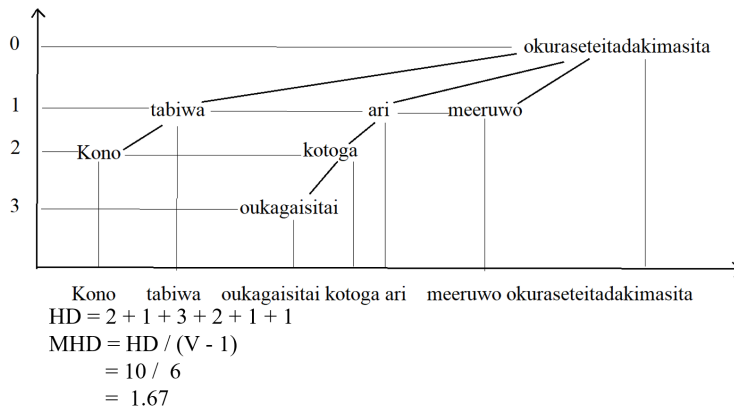 0 okuraseteitadakimasita
1 tabiwa ari meeruwo
2 Kono kotoga
3 oukagaisitai
Kono tabiwa oukagaisitai kotoga ari meeruwo okuraseteitadakimasita
HD = 2 + 1 + 3 + 2 + 1 + 1
MHD = HD / (V - 1)
= 10 / 6
= 1.67